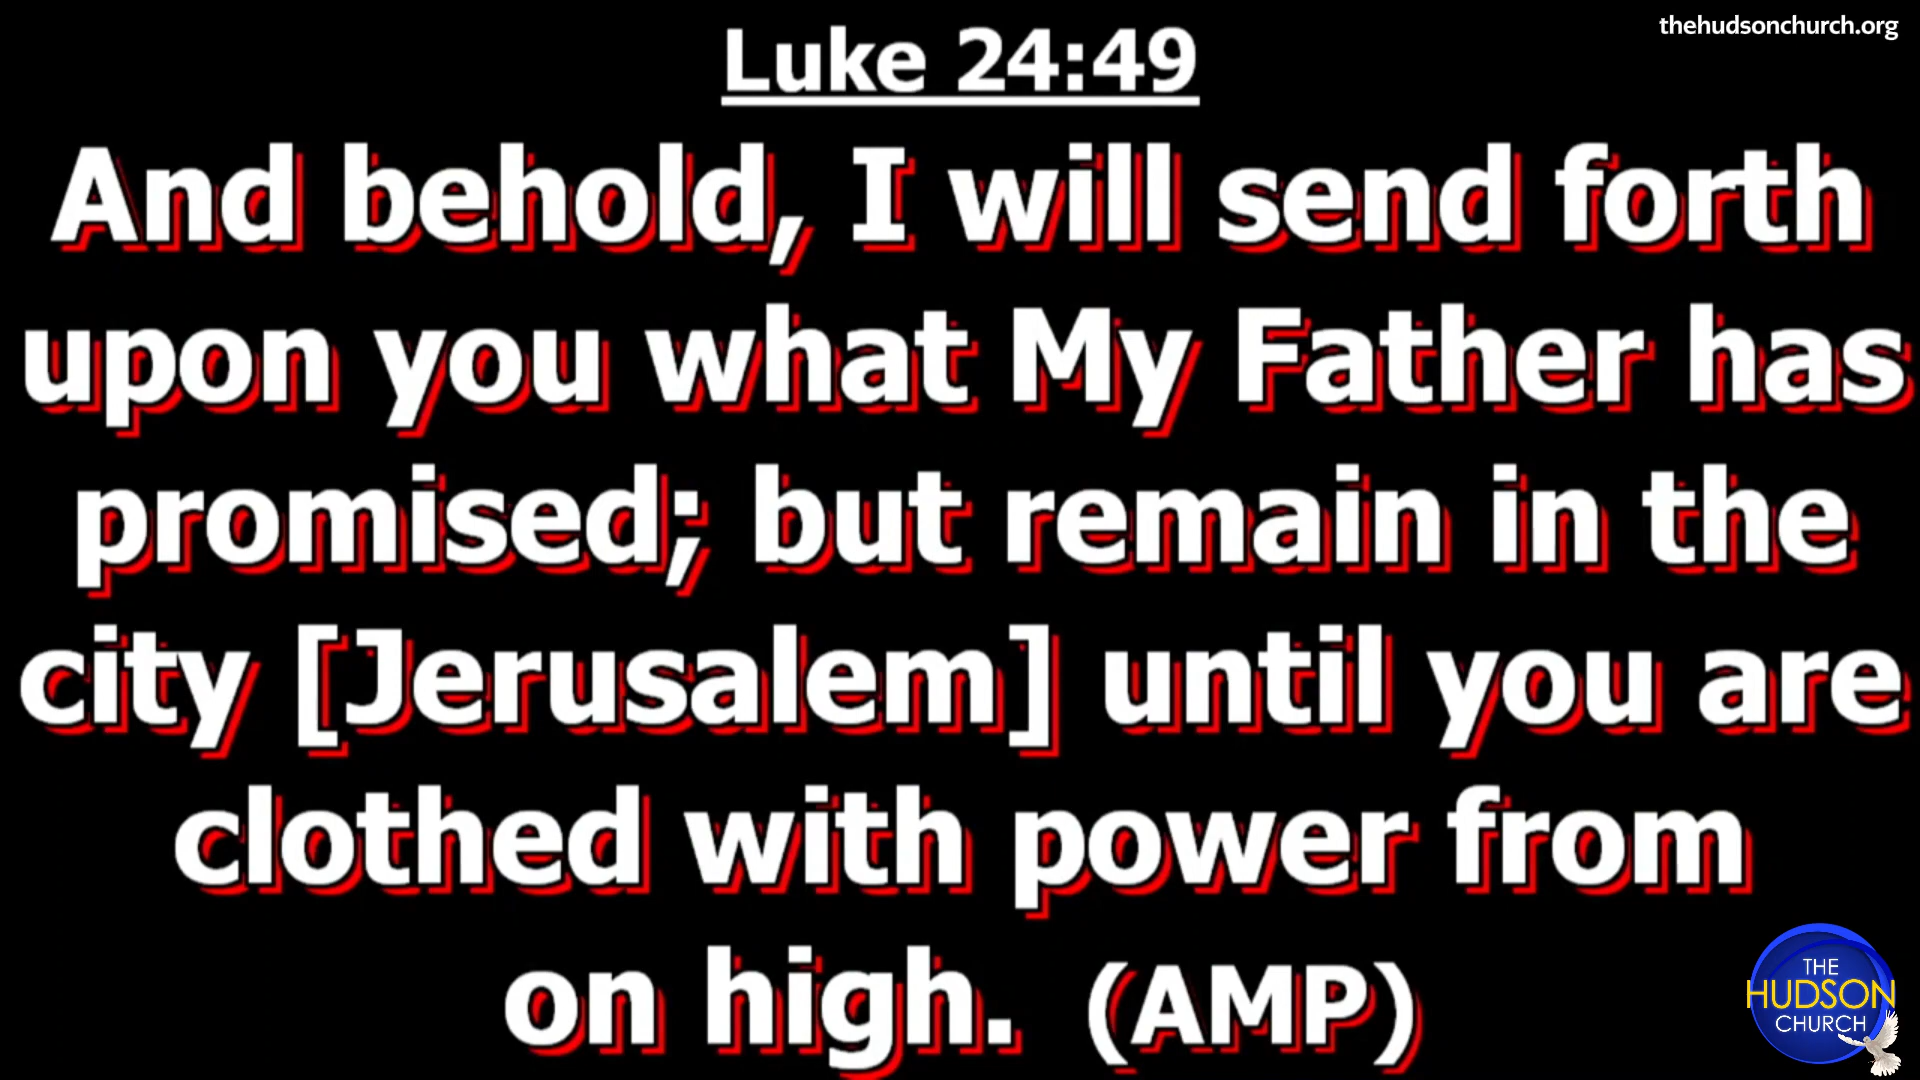 thehudsonchurch.org
Luke 24:49
And behold, I will send forth
upon you what My Father has
promised; but remain in the
city [Jerusalem] until you are
clothed with power from
on high. (AMP)
THE
HUDSON
CHURCH